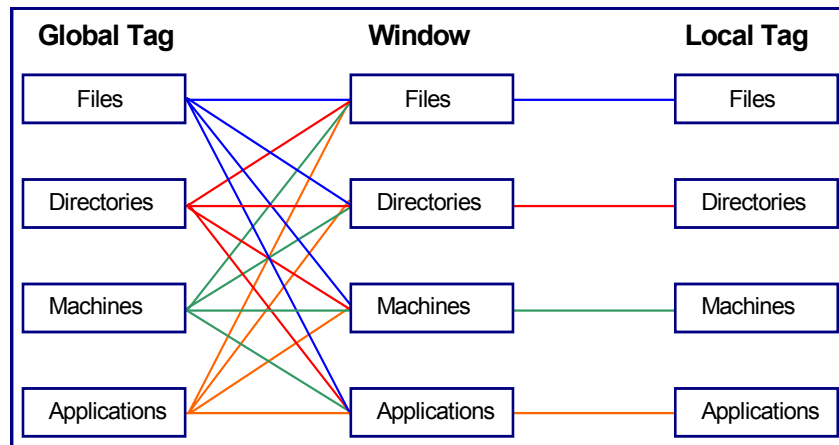 Global Tag Window Local Tag
Files Files Files
Directories Directories Directories
Machines Machines Machines
Applications Applications Applications